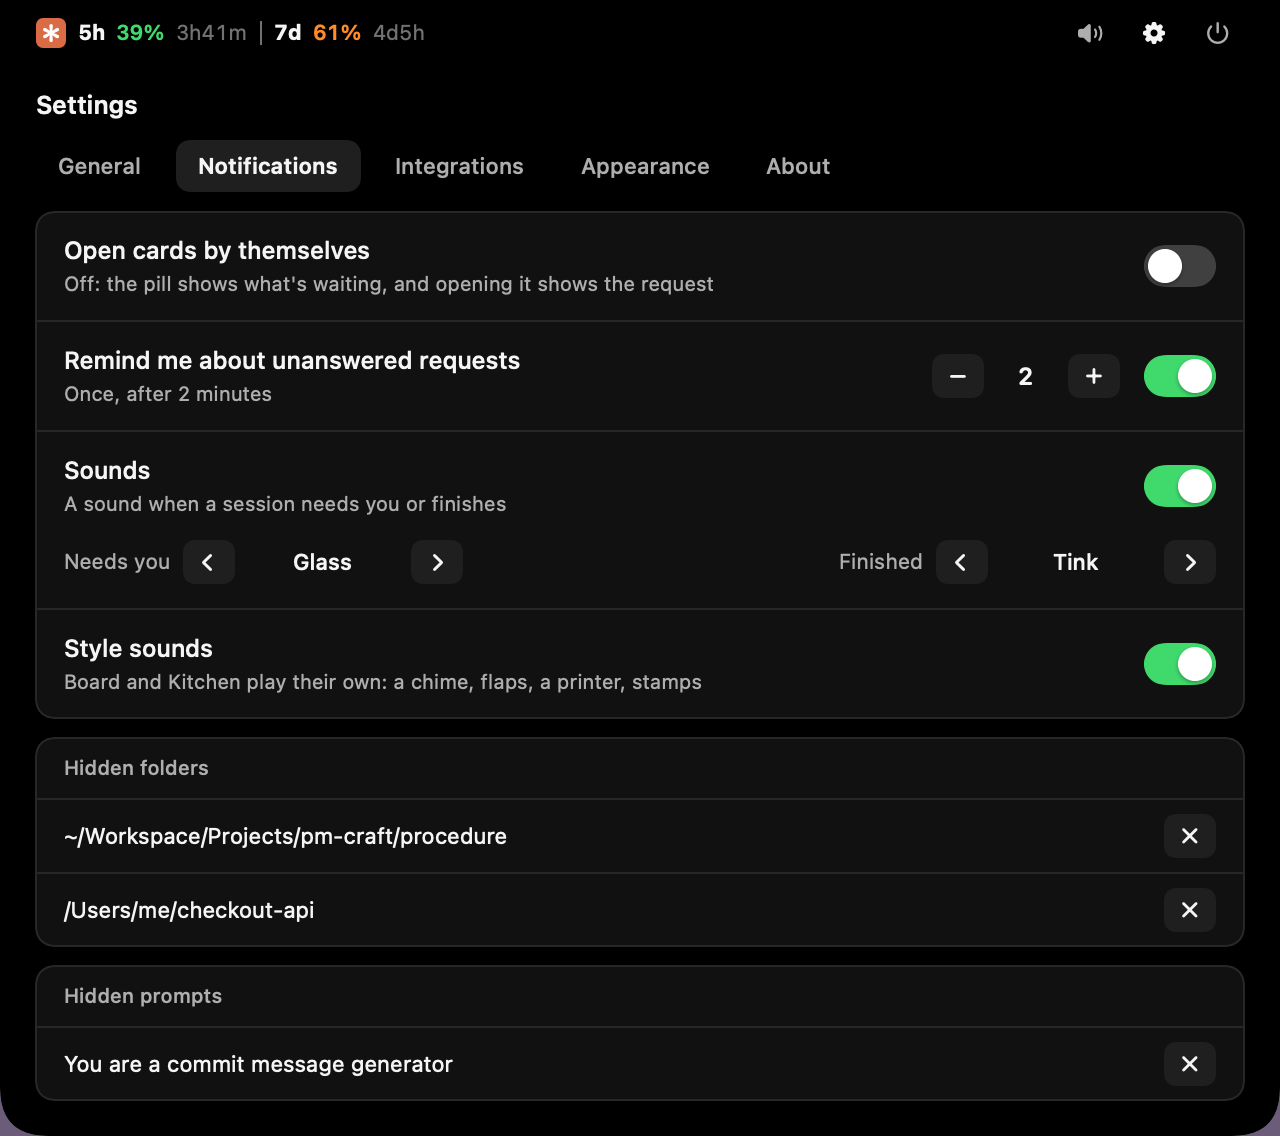 5h 39% 3h41m | 7d 61% 4d5h
Settings
General Notifications Integrations Appearance About
Open cards by themselves
Off: the pill shows what's waiting, and opening it shows the request
Remind me about unanswered requests
Once, after 2 minutes
− 2 +
Sounds
A sound when a session needs you or finishes
Needs you Glass Finished Tink
Style sounds
Board and Kitchen play their own: a chime, flaps, a printer, stamps
Hidden folders
~/Workspace/Projects/pm-craft/procedure
/Users/me/checkout-api
Hidden prompts
You are a commit message generator